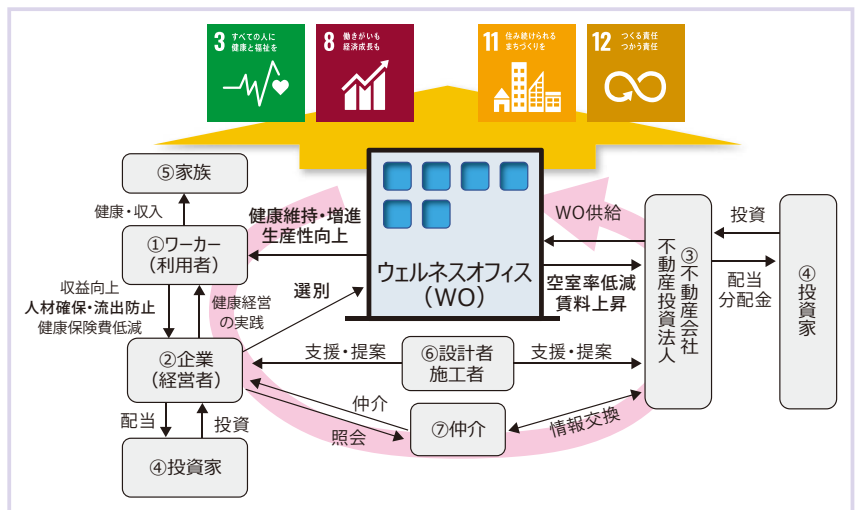 3 すべての人に
健康と福祉を
8 働きがいも
経済成長も
11 住み続けられる
まちづくりを
12 つくる責任
つかう責任
⑤家族
健康・収入
①ワーカー
(利用者)
健康維持・増進
生産性向上
収益向上
人材確保・流出防止
健康保険費低減
健康経営
の実践
選別
ウェルネスオフィス
(WO)
WO供給
空室率低減
賃料上昇
③不動産会社
不動産投資法人
投資
配当
分配金
④投資家
②企業
(経営者)
支援・提案
⑥設計者
施工者
支援・提案
仲介
照会
⑦仲介
情報交換
配当
投資
④投資家